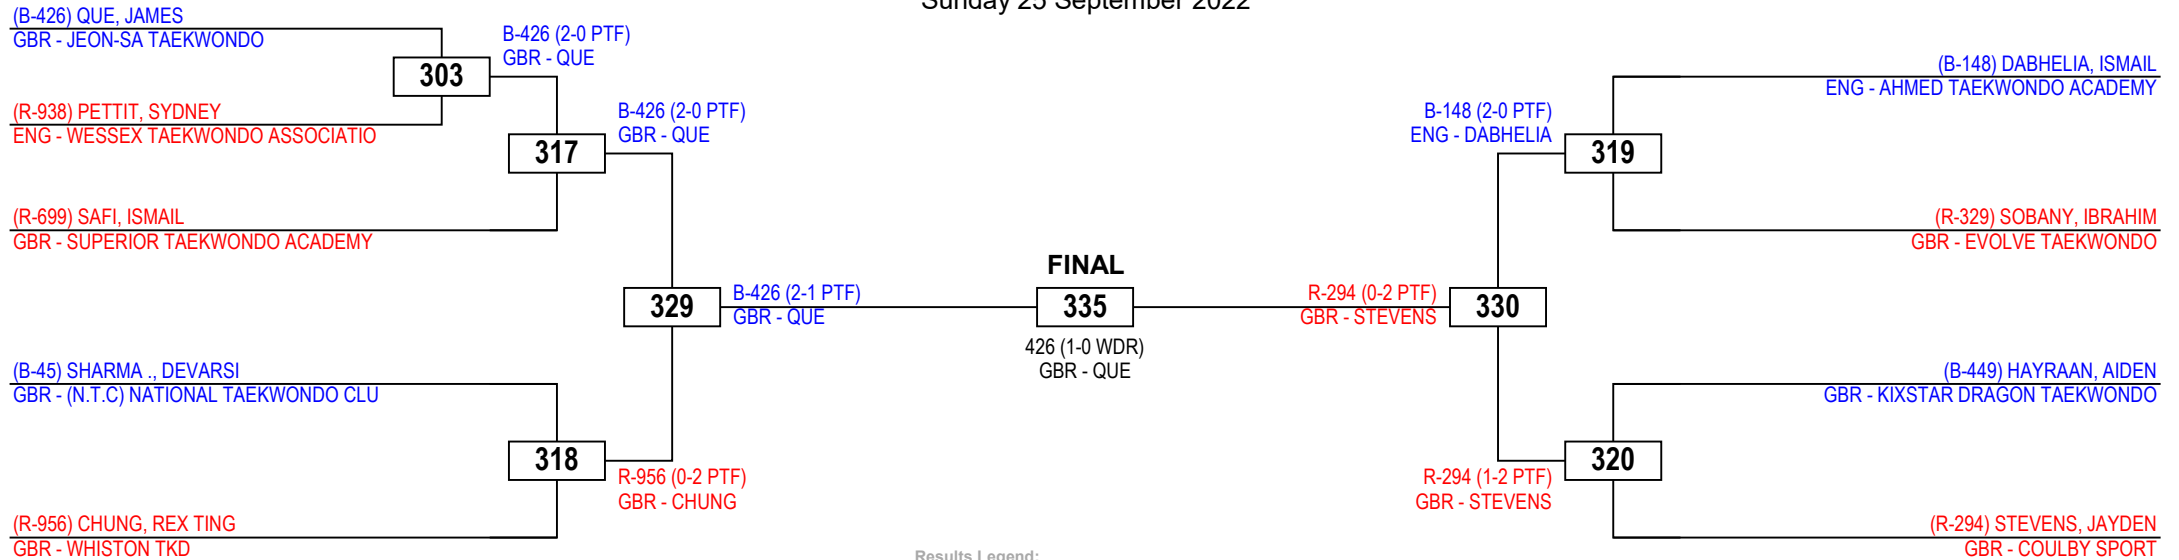 Sunday 25 September 2022
(B-426) QUE, JAMES
GBR - JEON-SA TAEKWONDO
303
B-426 (2-0 PTF)
GBR - QUE
(R-938) PETTIT, SYDNEY
ENG - WESSEX TAEKWONDO ASSOCIATIO
B-426 (2-0 PTF)
GBR - QUE
317
(R-699) SAFI, ISMAIL
GBR - SUPERIOR TAEKWONDO ACADEMY
329
B-426 (2-1 PTF)
GBR - QUE
(B-45) SHARMA ., DEVARSI
GBR - (N.T.C) NATIONAL TAEKWONDO CLU
318
R-956 (0-2 PTF)
GBR - CHUNG
(R-956) CHUNG, REX TING
GBR - WHISTON TKD
FINAL
335
426 (1-0 WDR)
GBR - QUE
(B-148) DABHELIA, ISMAIL
ENG - AHMED TAEKWONDO ACADEMY
B-148 (2-0 PTF)
ENG - DABHELIA
319
(R-329) SOBANY, IBRAHIM
GBR - EVOLVE TAEKWONDO
R-294 (0-2 PTF)
GBR - STEVENS
330
(B-449) HAYRAAN, AIDEN
GBR - KIXSTAR DRAGON TAEKWONDO
320
R-294 (1-2 PTF)
GBR - STEVENS
(R-294) STEVENS, JAYDEN
GBR - COULBY SPORT
Results Legend: